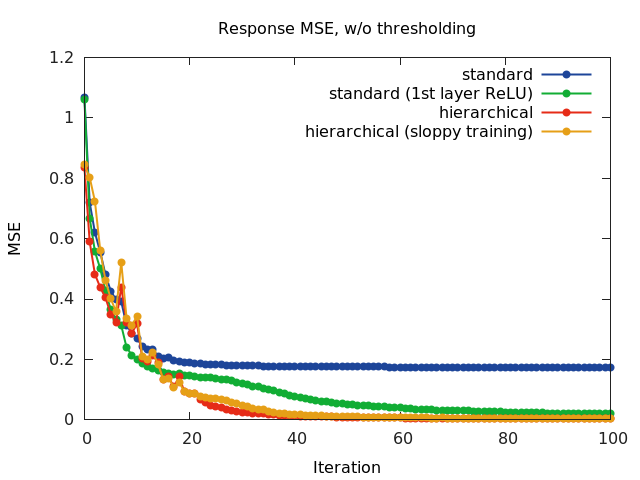 Response MSE, w/o thresholding
standard
standard (1st layer ReLU)
hierarchical
hierarchical (sloppy training)
1.2
1
0.8
0.6
0.4
0.2
0
MSE
0 20 40 60 80 100
Iteration